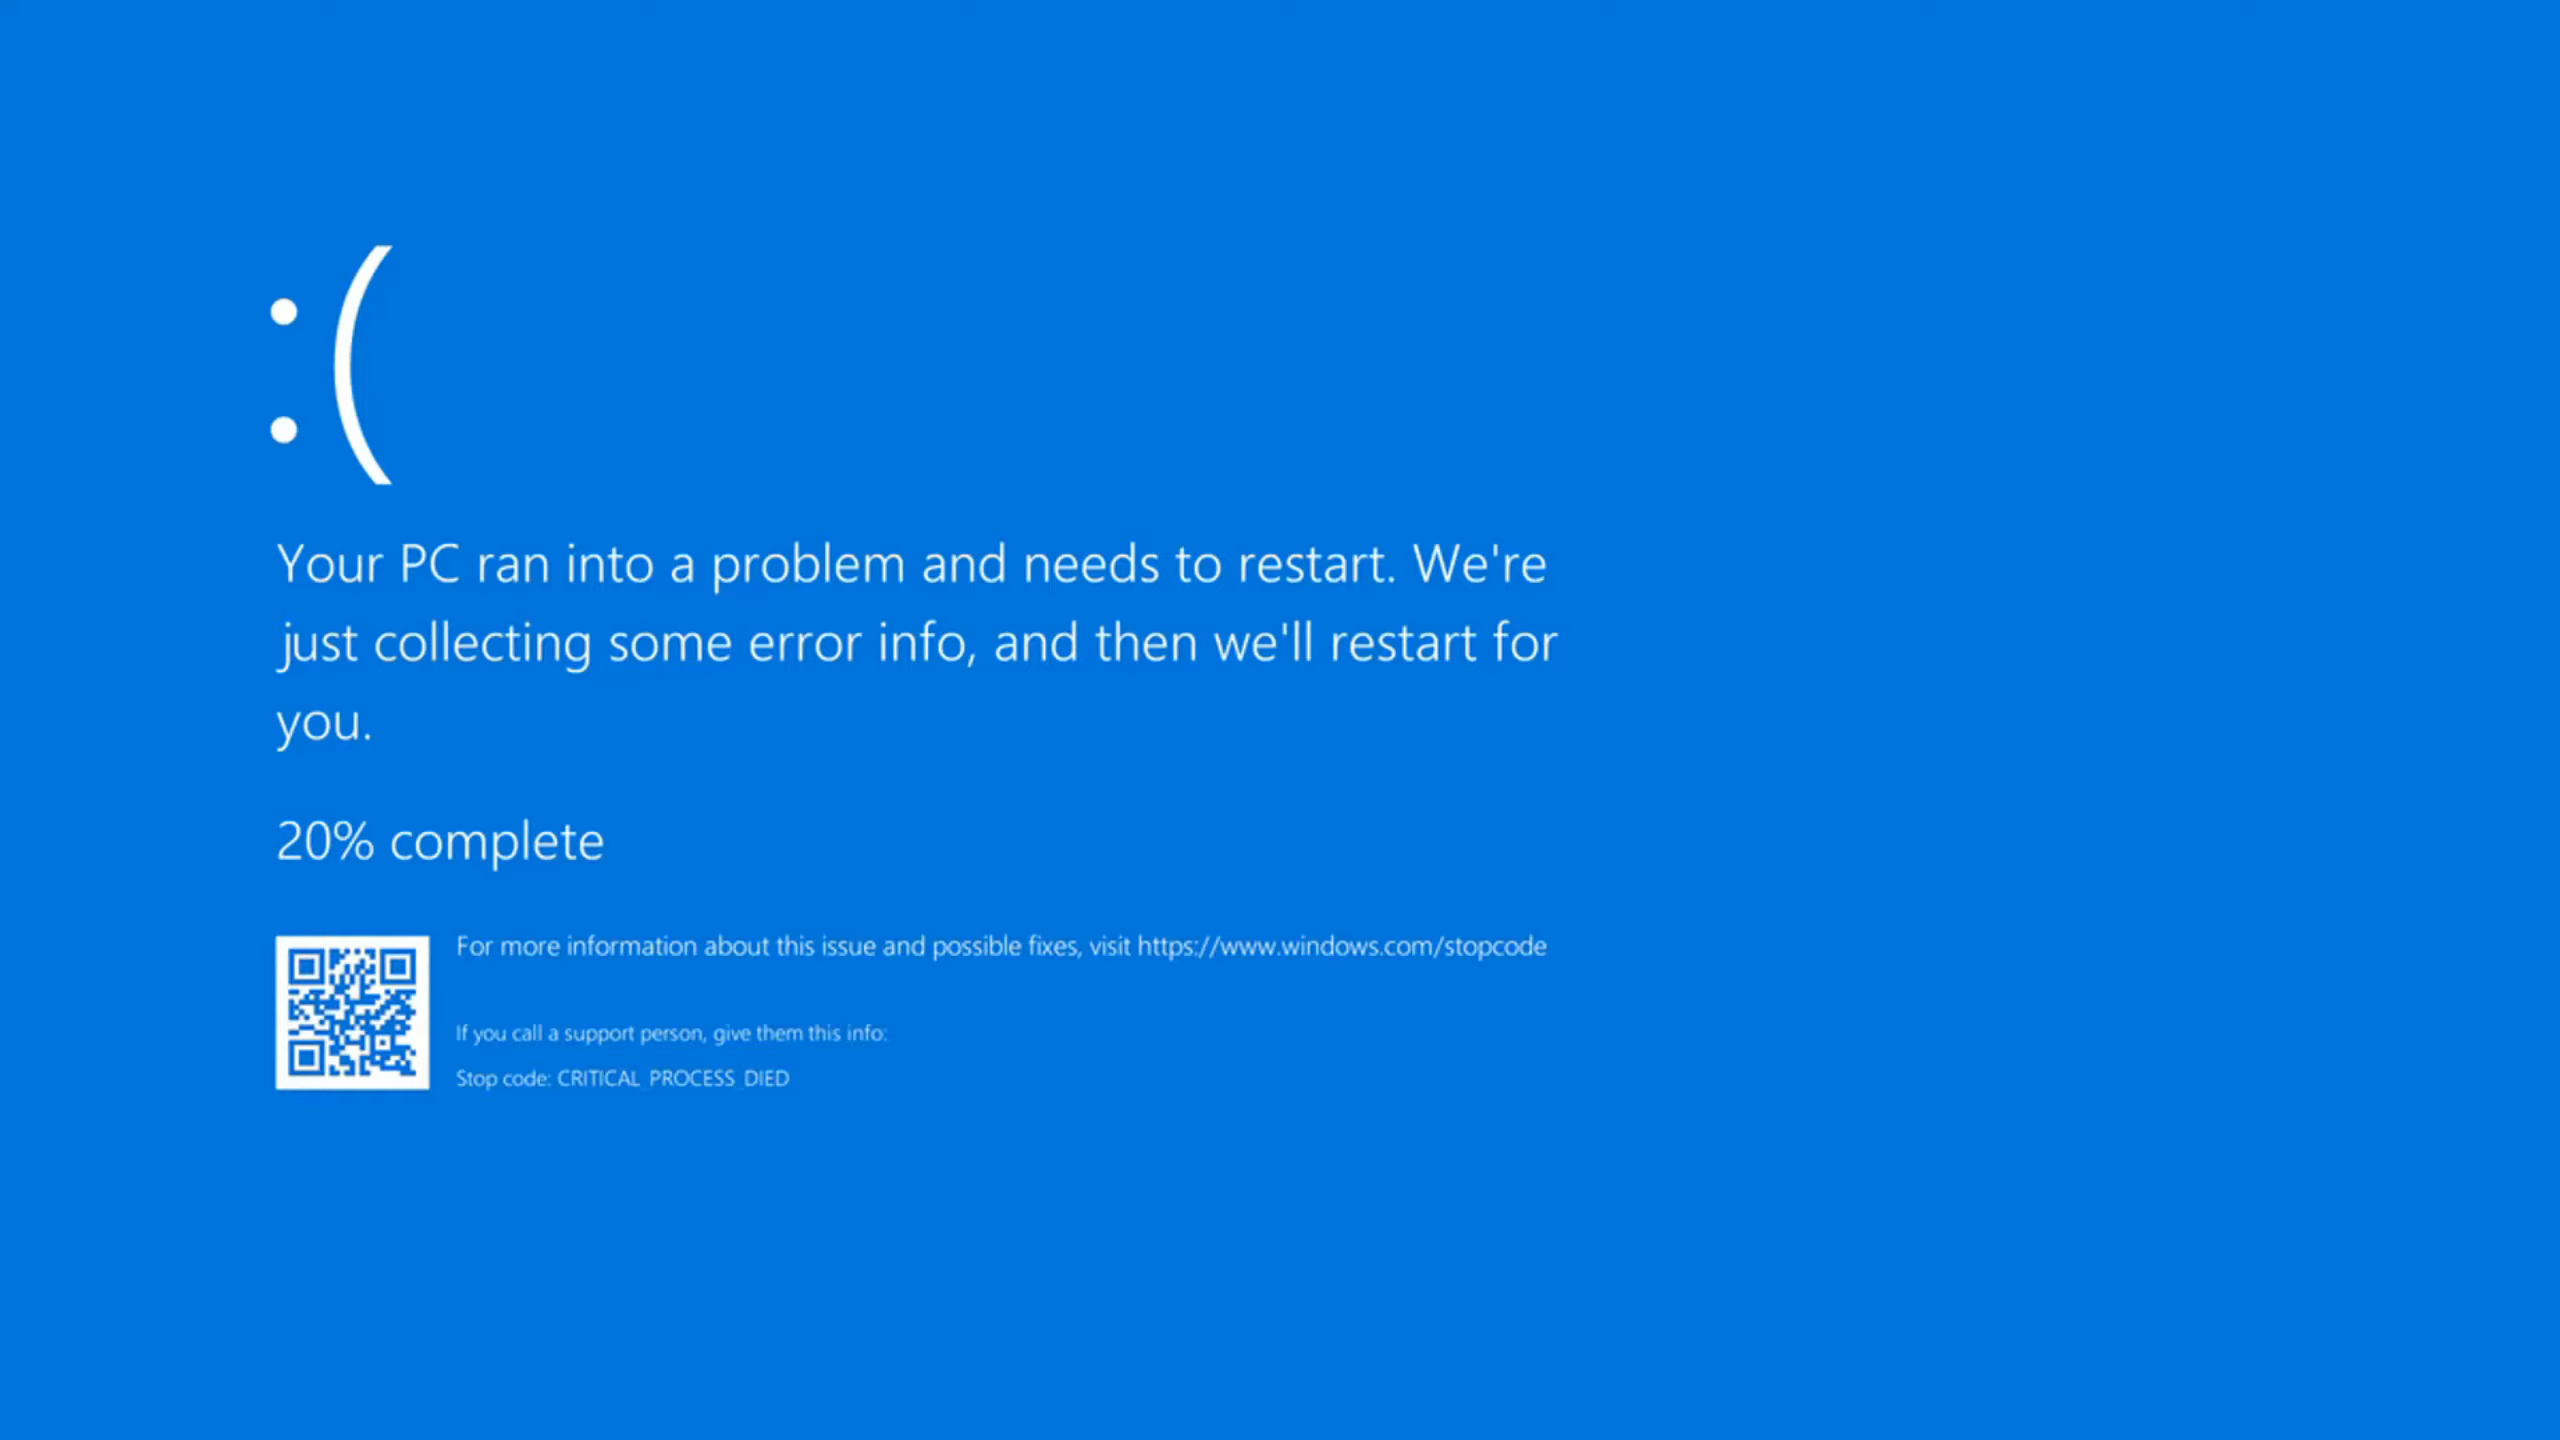 :(
Your PC ran into a problem and needs to restart. We're
just collecting some error info, and then we'll restart for
you.
20% complete
For more information about this issue and possible fixes, visit https://www.windows.com/stopcode
If you call a support person, give them this info:
Stop code: CRITICAL_PROCESS_DIED